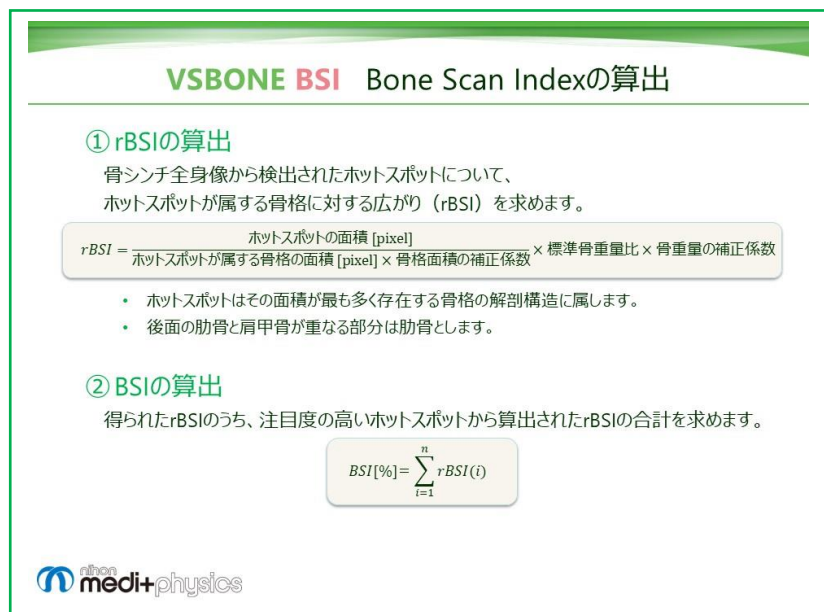 VSBONE BSI Bone Scan Indexの算出
① rBSIの算出
骨シンチ全身像から検出されたホットスポットについて、
ホットスポットが属する骨格に対する広がり（rBSI）を求めます。
rBSI = ホットスポットの面積 [pixel] / ホットスポットが属する骨格の面積 [pixel] × 骨格面積の補正係数 × 標準骨重量比 × 骨重量の補正係数
• ホットスポットはその面積が最も多く存在する骨格の解剖構造に属します。
• 後面の肋骨と肩甲骨が重なる部分は肋骨とします。
② BSIの算出
得られたrBSIのうち、注目度の高いホットスポットから算出されたrBSIの合計を求めます。
BSI[%]= n ∑ i=1 rBSI(i)
nihon
medi+physics